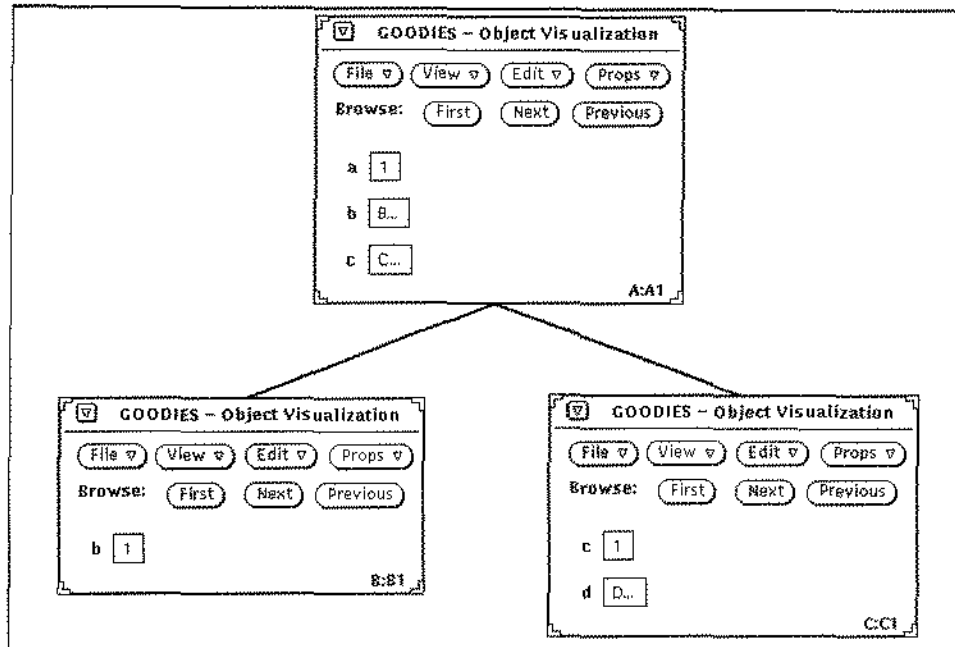 GOODIES – Object Visualization
File View Edit Props
Browse: First Next Previous
a 1
b B...
c C...
A:A1
GOODIES – Object Visualization
File View Edit Props
Browse: First Next Previous
b 1
B:B1
GOODIES – Object Visualization
File View Edit Props
Browse: First Next Previous
c 1
d D...
C:C1